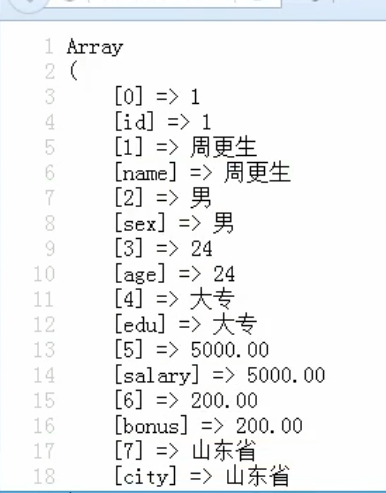 1 Array
2 (
3 [0] => 1
4 [id] => 1
5 [1] => 周更生
6 [name] => 周更生
7 [2] => 男
8 [sex] => 男
9 [3] => 24
10 [age] => 24
11 [4] => 大专
12 [edu] => 大专
13 [5] => 5000.00
14 [salary] => 5000.00
15 [6] => 200.00
16 [bonus] => 200.00
17 [7] => 山东省
18 [city] => 山东省